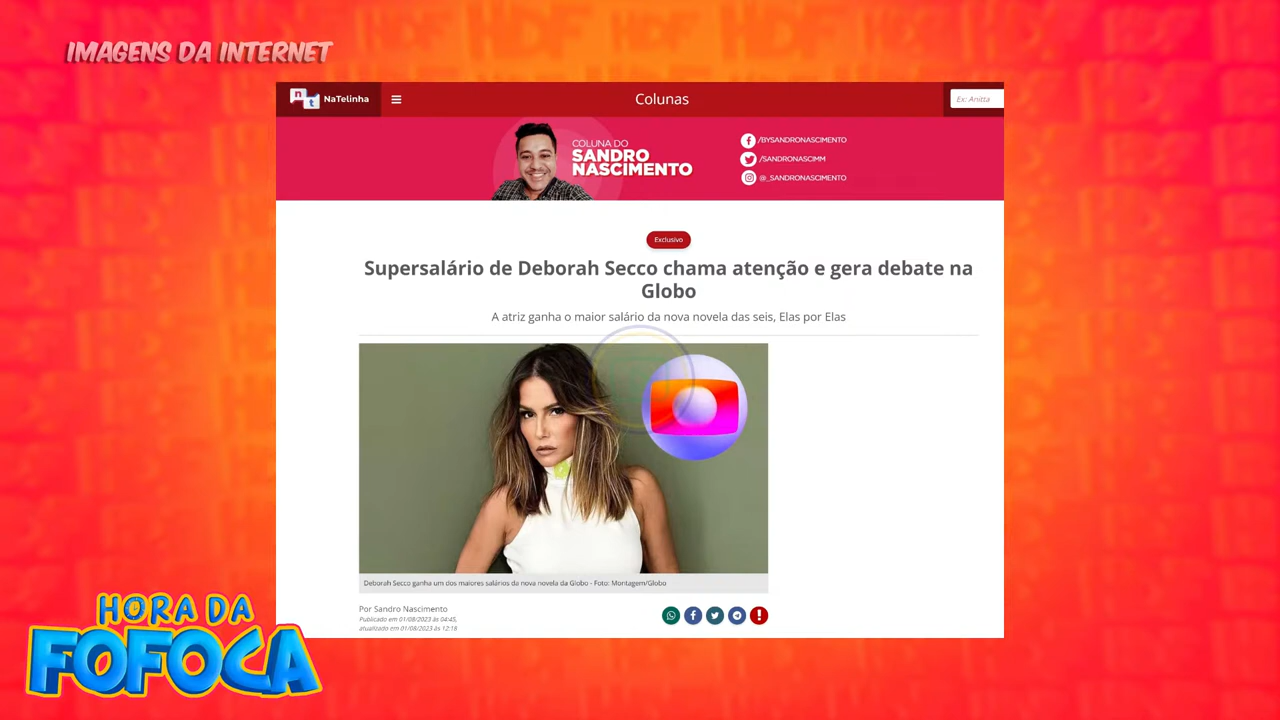 IMAGENS DA INTERNET
nt NaTelinha
Colunas
Ex: Anitta
COLUNA DO
SANDRO
NASCIMENTO
/BYSANDRONASCIMENTO
/SANDRONASCIMM
@_SANDRONASCIMENTO
Exclusivo
Supersalário de Deborah Secco chama atenção e gera debate na
Globo
A atriz ganha o maior salário da nova novela das seis, Elas por Elas
Deborah Secco ganha um dos maiores salários da nova novela da Globo - Foto: Montagem/Globo
Por Sandro Nascimento
Publicado em 01/08/2023 às 04:45,
atualizado em 01/08/2023 às 12:16
HORA DA
FOFOCA